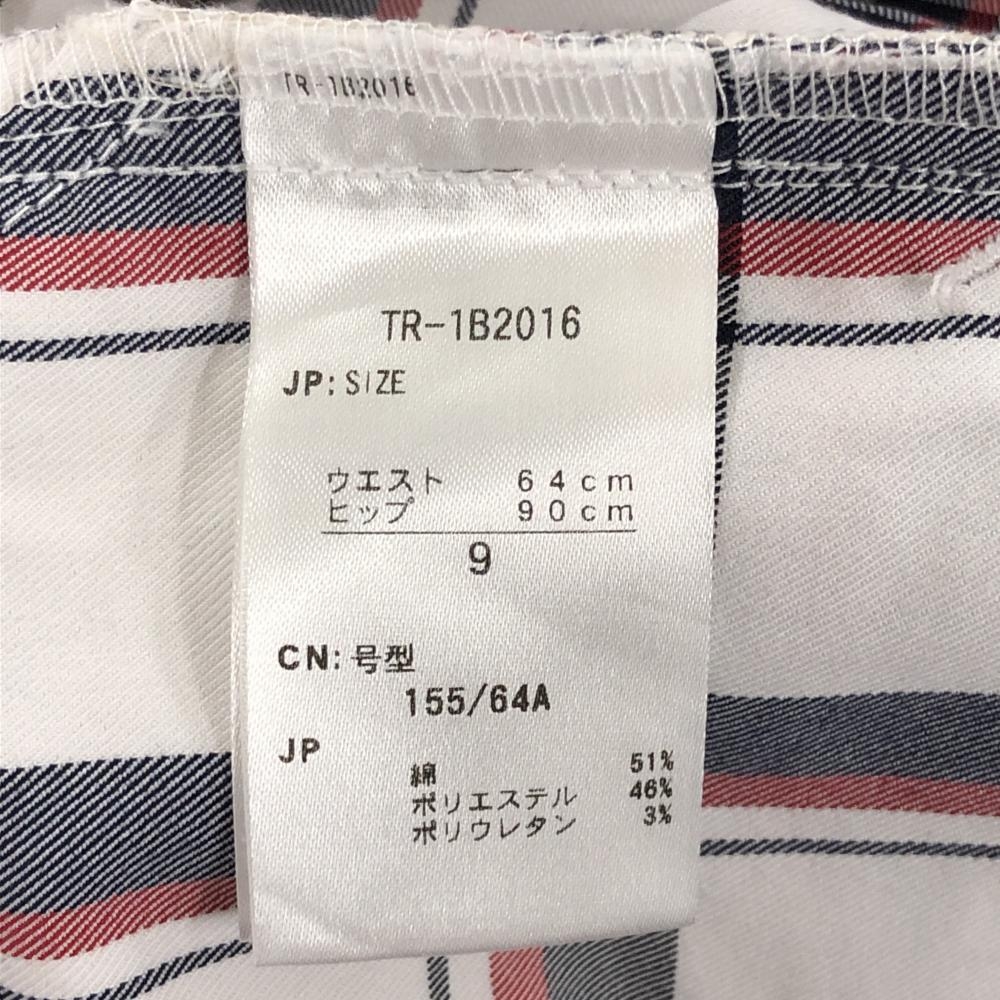 TR-1B2016
TR-1B2016
JP: SIZE
ウエスト 64cm
ヒップ 90cm
9
CN: 号型
155/64A
JP
綿 51%
ポリエステル 46%
ポリウレタン 3%